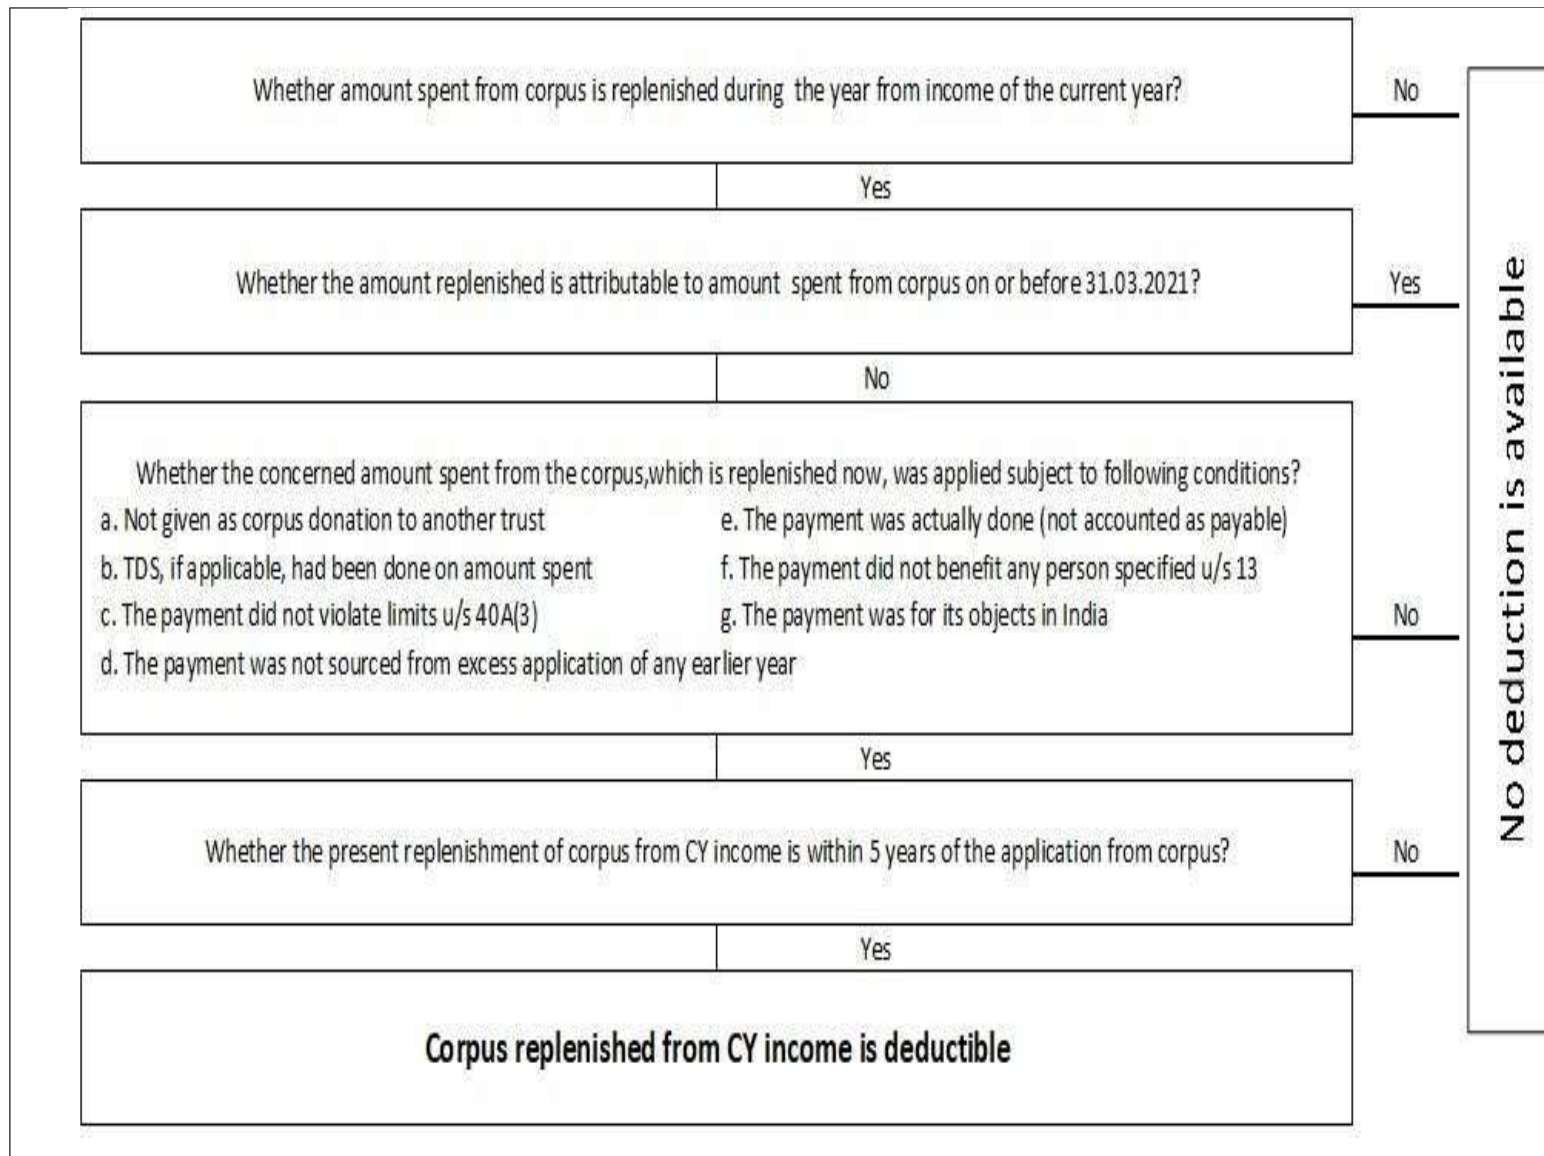 Whether amount spent from corpus is replenished during the year from income of the current year?
No
Yes
Whether the amount replenished is attributable to amount spent from corpus on or before 31.03.2021?
Yes
No
Whether the concerned amount spent from the corpus,which is replenished now, was applied subject to following conditions?
a. Not given as corpus donation to another trust
b. TDS, if applicable, had been done on amount spent
c. The payment did not violate limits u/s 40A(3)
d. The payment was not sourced from excess application of any earlier year
e. The payment was actually done (not accounted as payable)
f. The payment did not benefit any person specified u/s 13
g. The payment was for its objects in India
No
Yes
Whether the present replenishment of corpus from CY income is within 5 years of the application from corpus?
No
Yes
Corpus replenished from CY income is deductible
No deduction is available